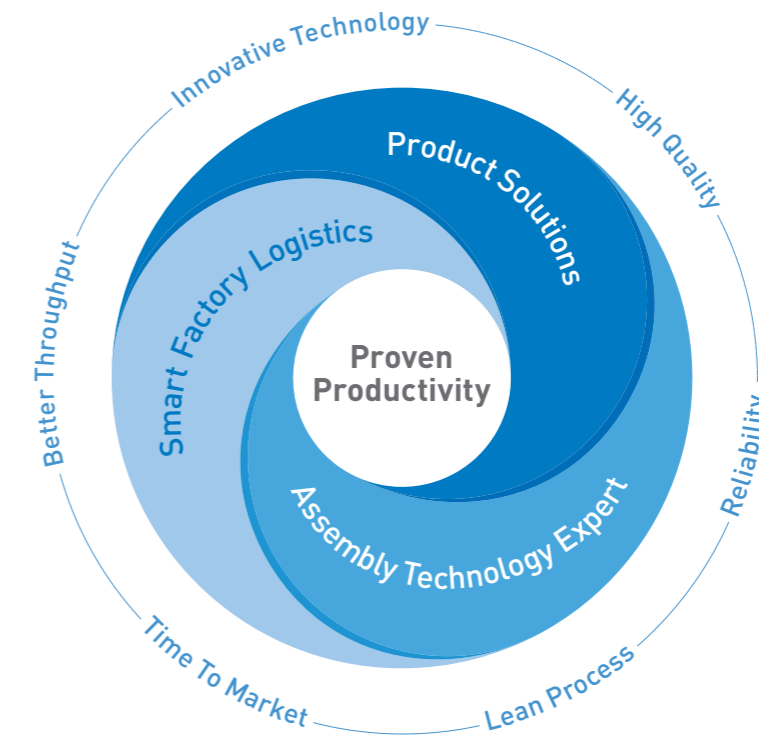 Innovative Technology
High Quality
Reliability
Lean Process
Time To Market
Better Throughput
Product Solutions
Smart Factory Logistics
Assembly Technology Expert
Proven
Productivity